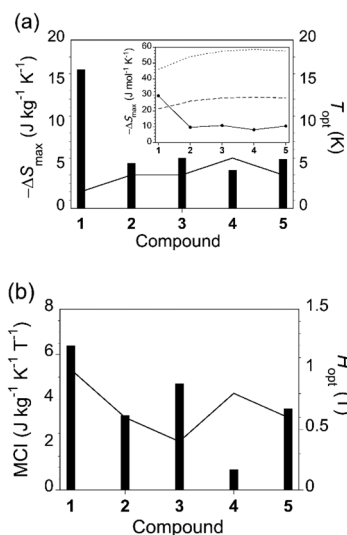 (a)
−ΔSmax (J kg⁻¹ K⁻¹)
20
15
10
5
0
−ΔSmax (J mol⁻¹ K⁻¹)
60
50
40
30
20
10
0
1 2 3 4 5
20
15
10
5
0
Topt (K)
1 2 3 4 5
Compound
(b)
MCI (J kg⁻¹ K⁻¹ T⁻¹)
8
6
4
2
0
1.5
1
0.5
0
Hopt (T)
1 2 3 4 5
Compound